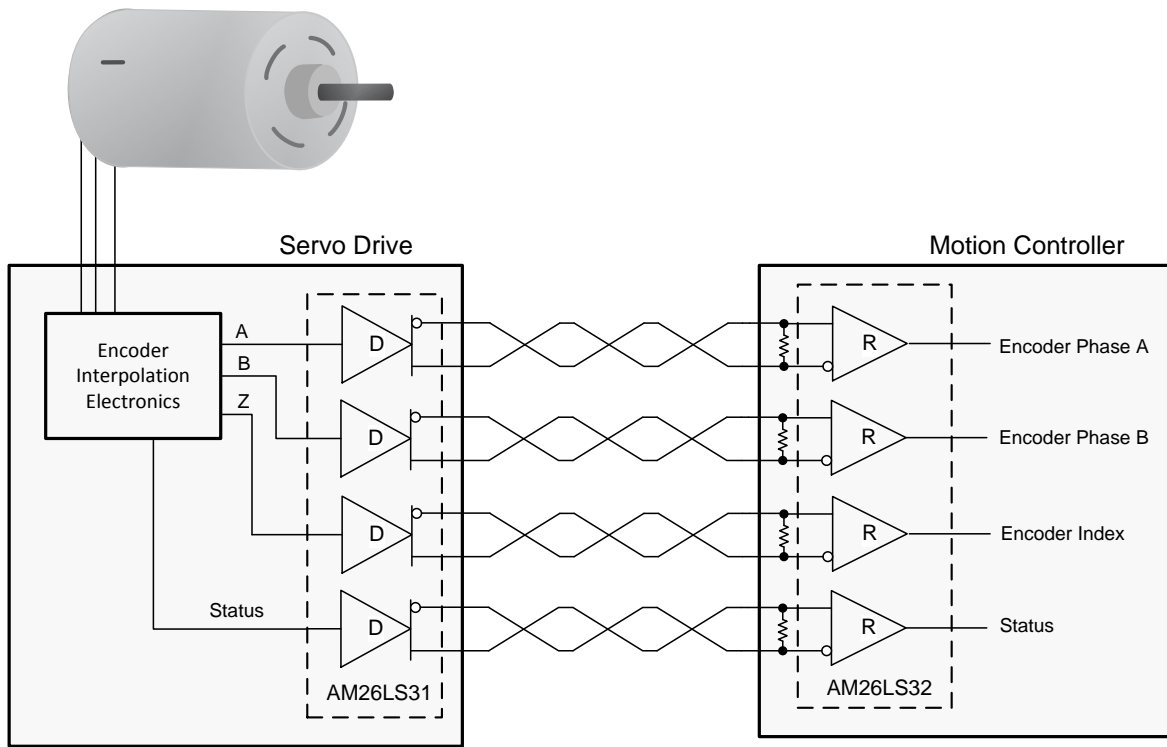 Servo Drive
Motion Controller
Encoder
Interpolation
Electronics
A
B
Z
Status
D
D
D
D
AM26LS31
R
R
R
R
AM26LS32
Encoder Phase A
Encoder Phase B
Encoder Index
Status